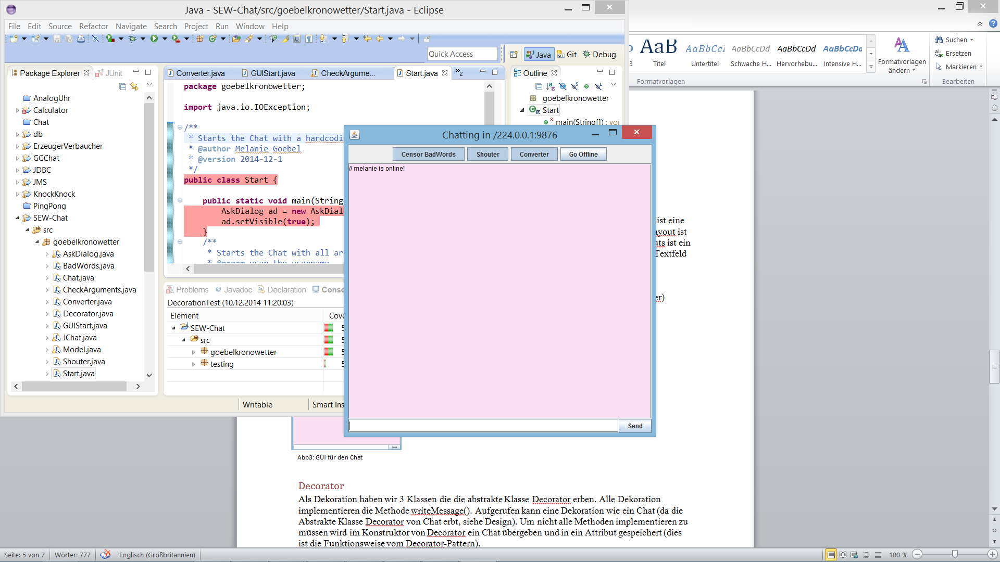 Java - SEW-Chat/src/goebelkronowetter/Start.java - Eclipse
File Edit Source Refactor Navigate Search Project Run Window Help
Quick Access
Java Git Debug
Package Explorer JUnit
AnalogUhr
Calculator
Chat
db
ErzeugerVerbaucher
GGChat
JDBC
JMS
KnockKnock
PingPong
SEW-Chat
src
goebelkronowetter
AskDialog.java
BadWords.java
Chat.java
CheckArguments.java
Converter.java
Decorator.java
GUIStart.java
JChat.java
Model.java
Shouter.java
Start.java
Converter.java GUIStart.java CheckArgume... Start.java »2
package goebelkronowetter;
import java.io.IOException;
/**
* Starts the Chat with a hardcodi
* @author Melanie Goebel
* @version 2014-12-1
*/
public class Start {
public static void main(String
AskDialog ad = new AskDial
ad.setVisible(true);
}
/**
* Starts the Chat with all ar
* @param user the username
Outline
goebelkronowetter
Start
main(String[]) : voi
Problems @ Javadoc Declaration Conso
DecorationTest (10.12.2014 11:20:03)
Element Cove
SEW-Chat 5
src 5
goebelkronowetter 5
testing 5
Writable Smart Ins
Chatting in /224.0.0.1:9876
Censor BadWords Shouter Converter Go Offline
// melanie is online!
Send
AaB AaBbCcI AaBbCcDd AaBbCcDd AaBbCcDd
3 Titel Untertitel Schwache H... Hervorhebu... Intensive H...
Formatvorlagen ändern
Formatvorlagen
Suchen
Ersetzen
Markieren
Bearbeiten
ist eine
yout ist
uts ist ein
Textfeld
er)
Send
Abb3: GUI für den Chat
Decorator
Als Dekoration haben wir 3 Klassen die die abstrakte Klasse Decorator erben. Alle Dekoration
implementieren die Methode writeMessage(). Aufgerufen kann eine Dekoration wie ein Chat (da die
Abstrakte Klasse Decorator von Chat erbt, siehe Design). Um nicht alle Methoden implementieren zu
müssen wird im Konstruktor von Decorator ein Chat übergeben und in ein Attribut gespeichert (dies
ist die Funktionsweise vom Decorator-Pattern).
Seite: 5 von 7 Wörter: 777 Englisch (Großbritannien) 100 %